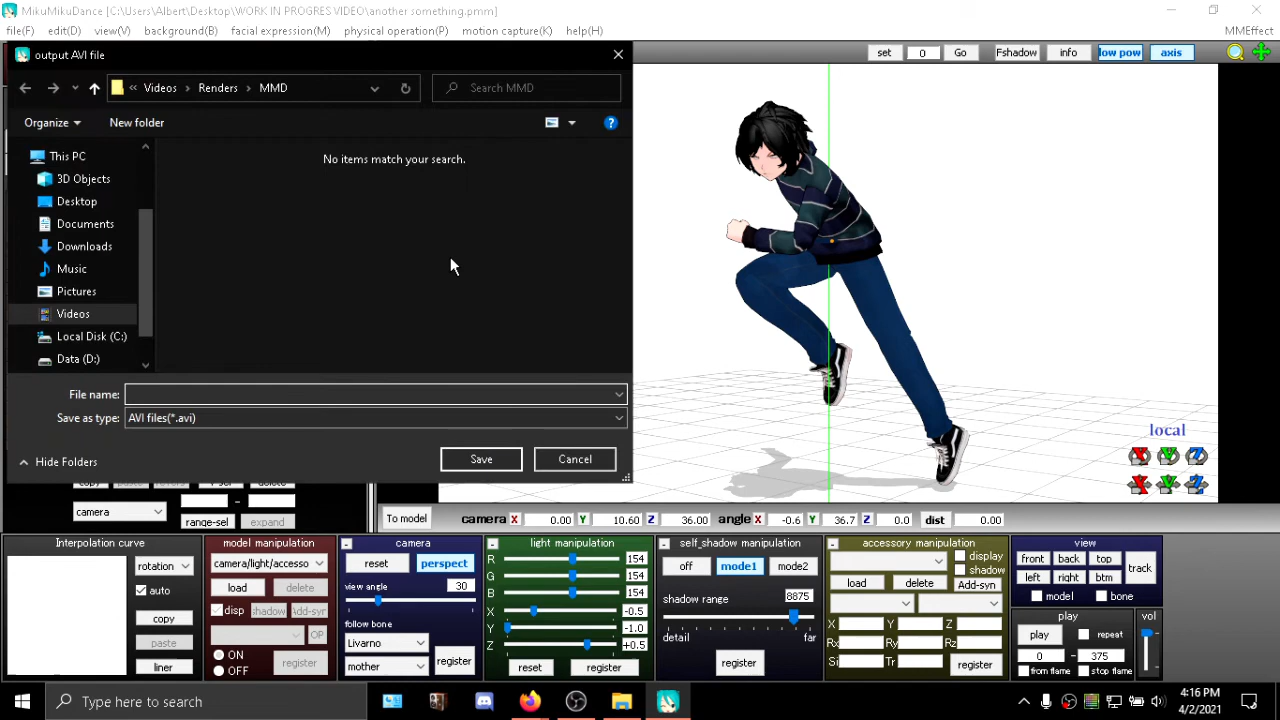 MikuMikuDance [C:\Users\Albert\Desktop\WORK IN PROGRES VIDEO\another something.pmm]
file(F) edit(D) view(V) background(B) facial expression(M) physical operation(P) motion capture(K) help(H) MMEffect
output AVI file
set 0 Go Fshadow info low pow axis
« Videos > Renders > MMD
Search MMD
Organize New folder
No items match your search.
This PC
3D Objects
Desktop
Documents
Downloads
Music
Pictures
Videos
Local Disk (C:)
Data (D:)
File name:
Save as type: AVI files(*.avi)
Hide Folders Save Cancel
local
X Y Z
X Y Z
camera
range-sel expand
To model camera X 0.00 Y 10.60 Z 36.00 angle X -0.6 Y 36.7 Z 0.0 dist 0.00
Interpolation curve
rotation
auto
copy
paste
liner
model manipulation
camera/light/accesso
load delete
disp shadow Add-syn
OP
ON
OFF
register
camera
reset perspect
view angle 30
follow bone
Livarno
mother
register
light manipulation
R 154
G 154
B 154
X -0.5
Y -1.0
Z +0.5
reset register
self_shadow manipulation
off mode1 mode2
shadow range 8875
detail far
register
accessory manipulation
display
shadow
load delete Add-syn
X Y Z
Rx Ry Rz
Si Tr register
view
front back top
left right btm
track
model bone
play
play repeat
0 - 375
from flame stop flame
vol
Type here to search
4:16 PM
4/2/2021